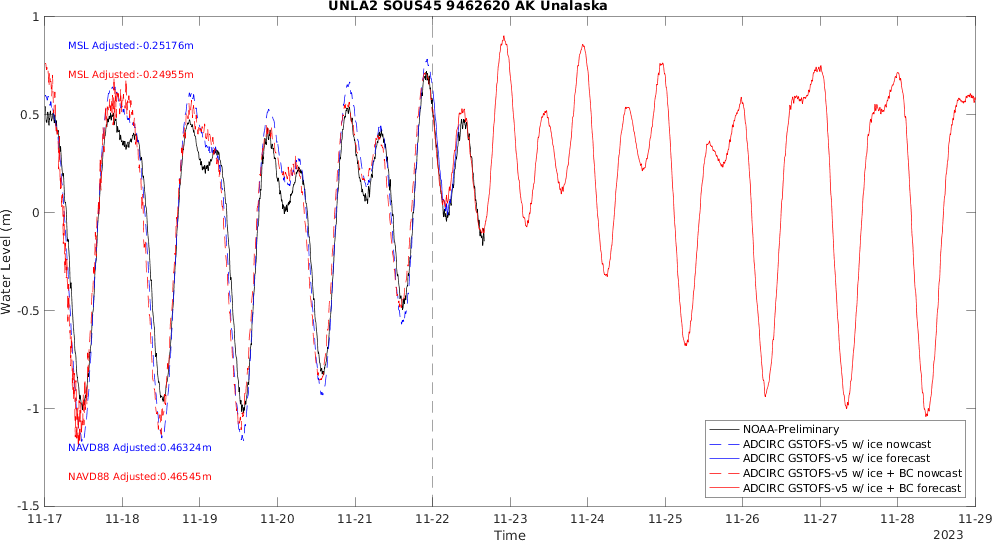 UNLA2 SOUS45 9462620 AK Unalaska
1
0.5
0
-0.5
-1
-1.5
Water Level (m)
MSL Adjusted:-0.25176m
MSL Adjusted:-0.24955m
NAVD88 Adjusted:0.46324m
NAVD88 Adjusted:0.46545m
NOAA-Preliminary
ADCIRC GSTOFS-v5 w/ ice nowcast
ADCIRC GSTOFS-v5 w/ ice forecast
ADCIRC GSTOFS-v5 w/ ice + BC nowcast
ADCIRC GSTOFS-v5 w/ ice + BC forecast
11-17 11-18 11-19 11-20 11-21 11-22 11-23 11-24 11-25 11-26 11-27 11-28 11-29
Time
2023